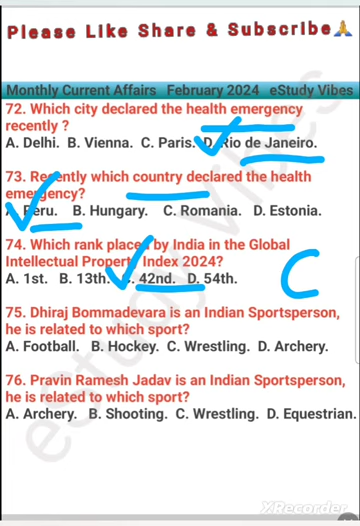 Please Like Share & Subscribe🙏
Monthly Current Affairs February 2024 eStudy Vibes
72. Which city declared the health emergency
recently ?
A. Delhi. B. Vienna. C. Paris. D. Rio de Janeiro.
73. Recently which country declared the health
emergency?
A. Peru. B. Hungary. C. Romania. D. Estonia.
74. Which rank placed by India in the Global
Intellectual Property Index 2024?
A. 1st. B. 13th. C. 42nd. D. 54th.
C
75. Dhiraj Bommadevara is an Indian Sportsperson,
he is related to which sport?
A. Football. B. Hockey. C. Wrestling. D. Archery.
76. Pravin Ramesh Jadav is an Indian Sportsperson,
he is related to which sport?
A. Archery. B. Shooting. C. Wrestling. D. Equestrian.
eStudy Vibes
XRecorder